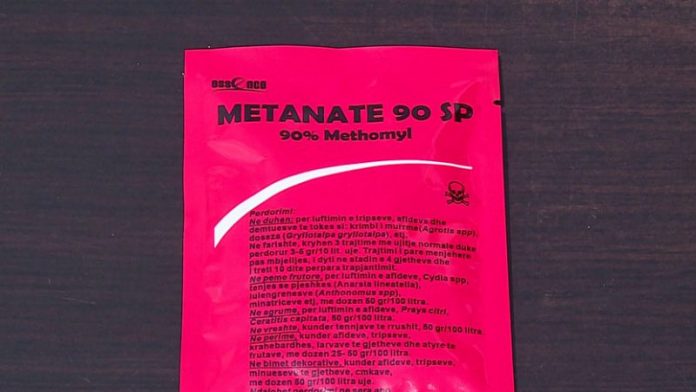 essence
METANATE 90 SP
90% Methomyl
Perdorimi:
Ne duhen: per luftimin e tripseve, afideve dhe
demtuesve te tokes si: krimbi i murrme(Agrotis spp),
dosaza (Gryllotalpa gryllotalpa), etj.
Ne farishte, kryhen 3 trajtime me ujitje normale duke
perdorur 3-5 gr/10 lit. uje. Trajtimi i pare menjehere
pas mbjelljes, i dyti ne stadin e 4 gjetheve dhe
i treti 10 dite perpara trapjantimit.
Ne peme frutore, per luftimin e afideve, Cydia spp,
tenjes se pjeshkes (Anarsia lineatella),
lulengrenesve (Anthonomus spp),
minatriceve etj, me dozen 50 gr/100 litra.
Ne agrume, per luftimin e afideve, Prays citri,
Ceratitis capitata, 50 gr/100 litra.
Ne vreshte, kunder tennjave te rrushit, 50 gr/100 litra.
Ne perime, kunder afideve, tripseve,
krahebardhes, larvave te gjetheve dhe atyre te
frutave, me dozen 25- 50 gr/100 litra.
Ne bimet dekorative, kunder afideve, tripseve,
minueseve te gjetheve, cmkave,
me dozen 50 gr/100 litra uje.